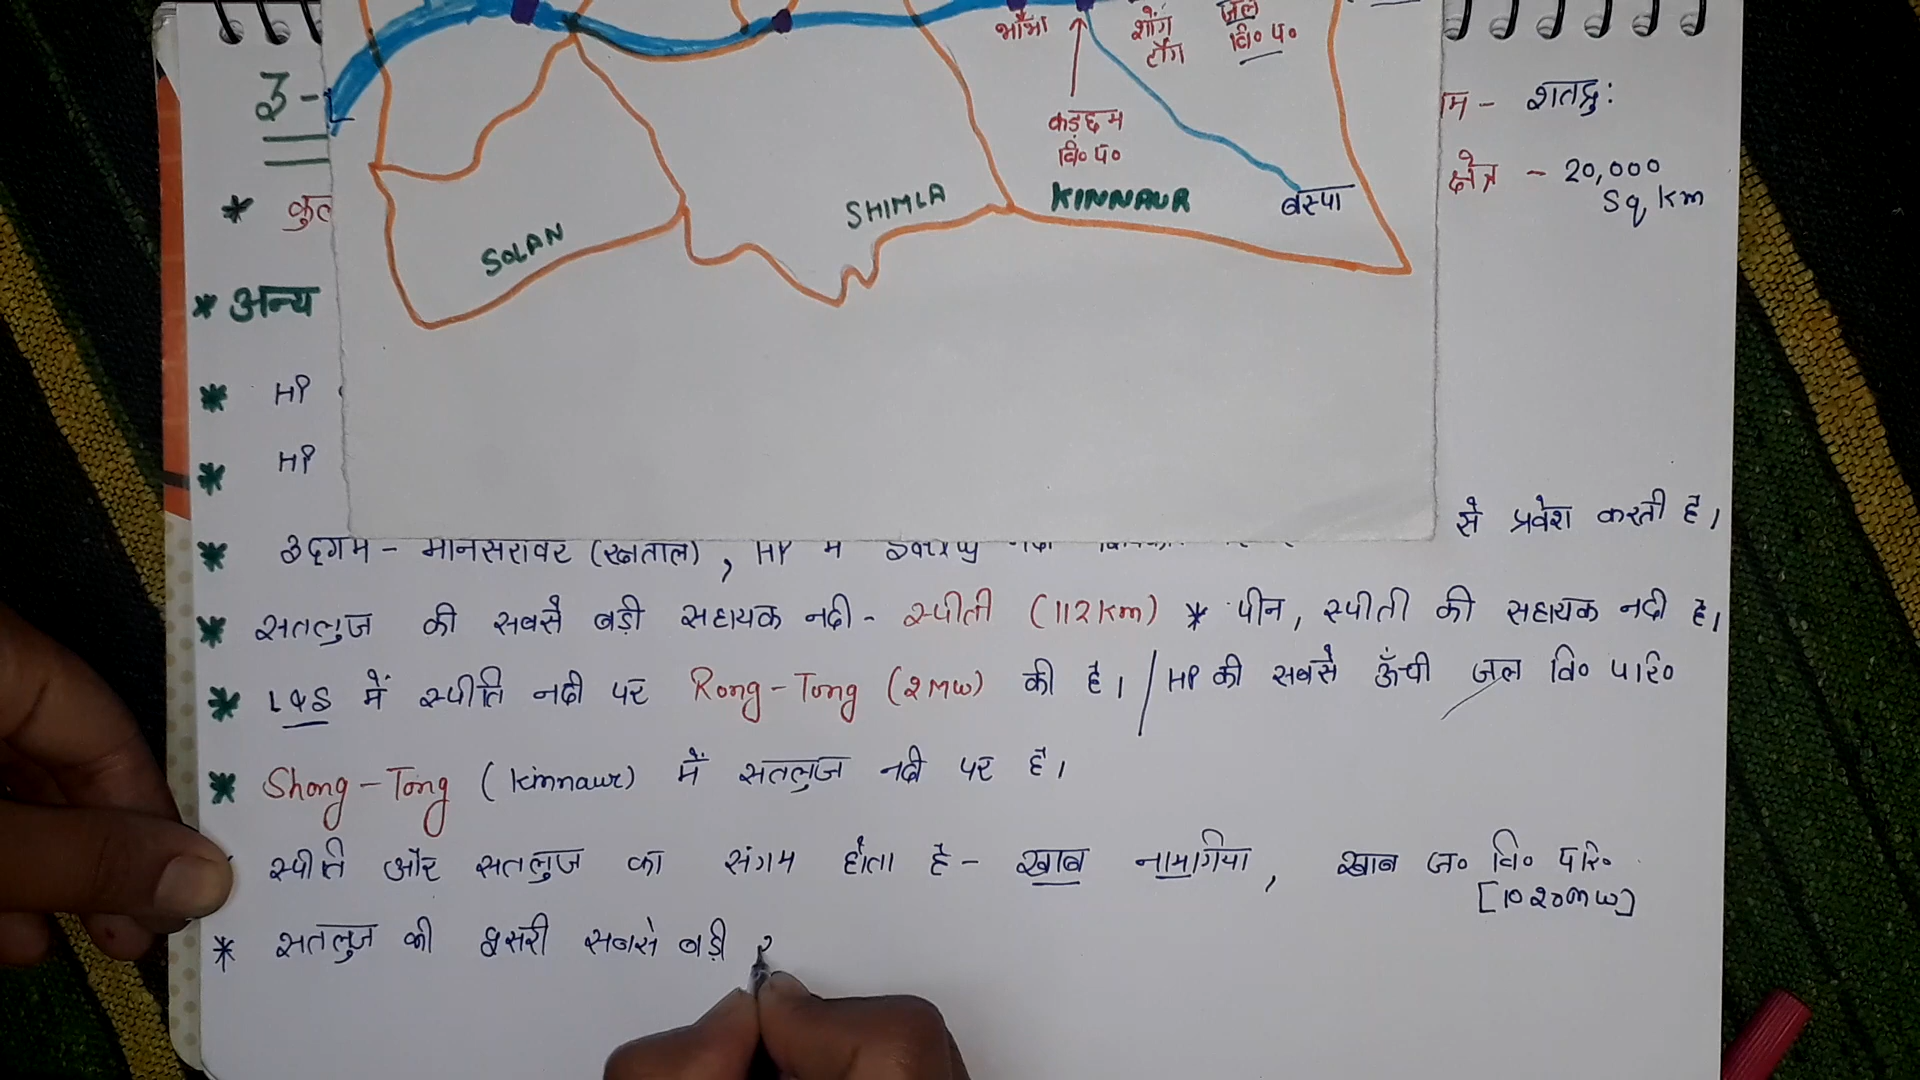 भाँभा
शोंग टोंग
जल वि० प०
3-
म - शतद्रु:
कड़छम
वि० प०
क्षेत्र - 20,000
Sq km
* कुल
SHIMLA
KINNAUR
बस्पा
SOLAN
* अन्य
* HP
* HP
से प्रवेश करती है।
* उद्गम - मानसरोवर (रक्षताल), HP में
* सतलुज की सबसे बड़ी सहायक नदी - स्पीती (112 km) * पीन, स्पीती की सहायक नदी है।
* L&S में स्पीति नदी पर Rong-Tong (2MW) की है। / HP की सबसे ऊँची जल वि० परि०
* Shong-Tong (kinnaur) में सतलुज नदी पर है।
स्पीति और सतलुज का संगम होता है - खाब नामगिया, खाब ज० वि० परि०
[1020mw]
* सतलुज की दुसरी सबसे बड़ी